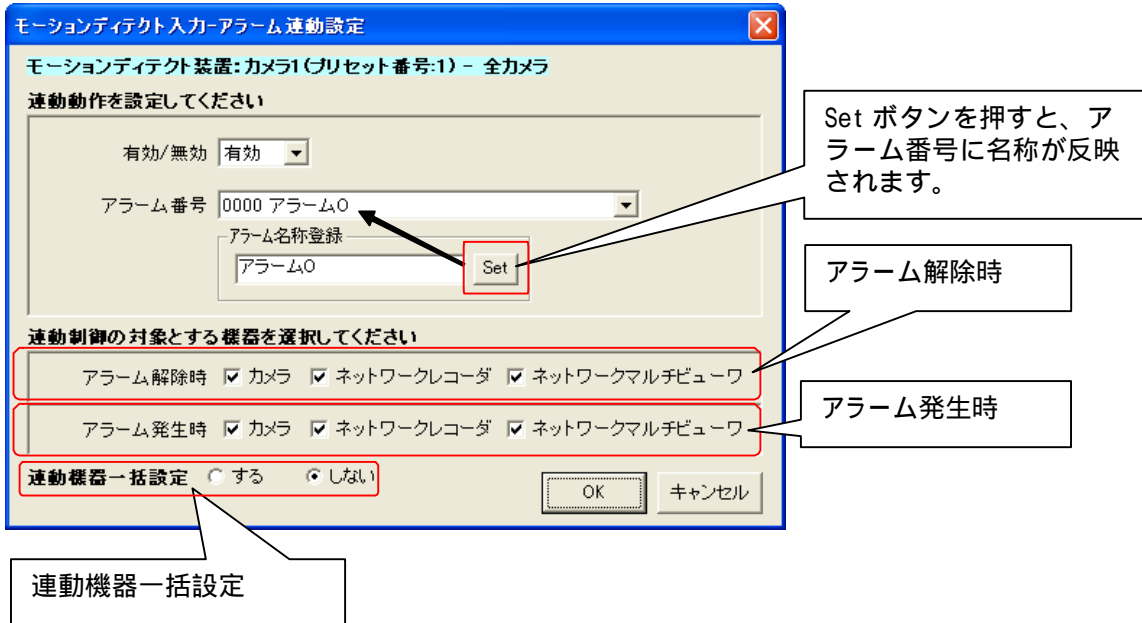 モーションディテクト入力-アラーム連動設定
モーションディテクト装置:カメラ1(プリセット番号:1) - 全カメラ
連動動作を設定してください
有効/無効 有効
アラーム番号 0000 アラーム0
アラーム名称登録
アラーム0 Set
Set ボタンを押すと、ア
ラーム番号に名称が反映
されます。
アラーム解除時
連動制御の対象とする機器を選択してください
アラーム解除時 カメラ ネットワークレコーダ ネットワークマルチビューワ
アラーム発生時 カメラ ネットワークレコーダ ネットワークマルチビューワ
アラーム発生時
連動機器一括設定 する しない
OK キャンセル
連動機器一括設定